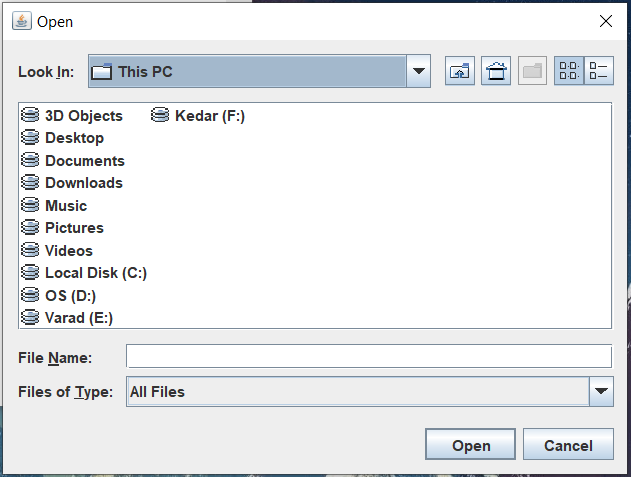 Open
Look In: This PC
3D Objects Kedar (F:)
Desktop
Documents
Downloads
Music
Pictures
Videos
Local Disk (C:)
OS (D:)
Varad (E:)
File Name:
Files of Type: All Files
Open Cancel